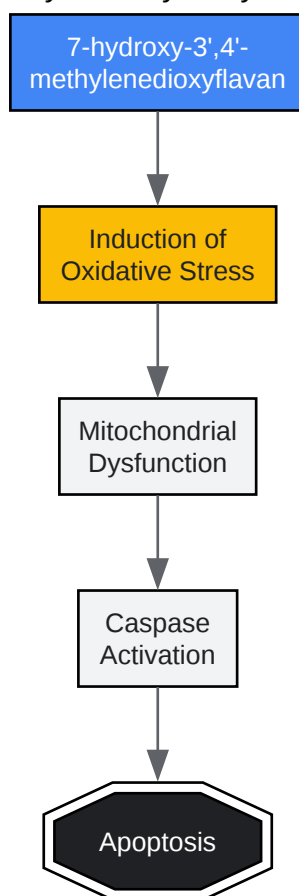 7-hydroxy-3',4'-
methylenedioxyflavan
Induction of
Oxidative Stress
Mitochondrial
Dysfunction
Caspase
Activation
Apoptosis